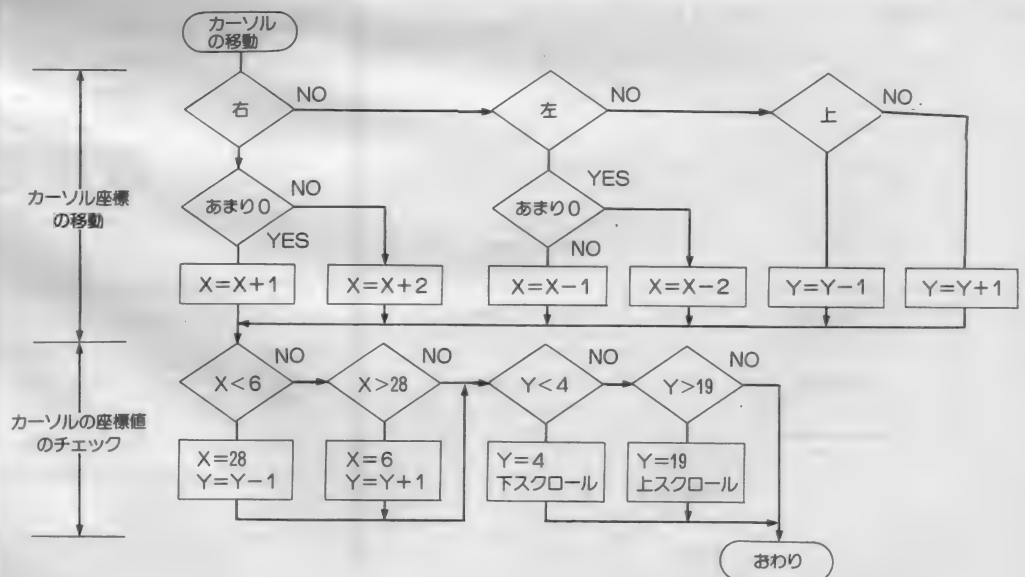 カーソル
の移動
右
NO
左
NO
上
NO
カーソル座標
の移動
あまり0
NO
YES
あまり0
YES
NO
X=X+1
X=X+2
X=X-1
X=X-2
Y=Y-1
Y=Y+1
カーソルの座標値
のチェック
X<6
NO
X>28
NO
Y<4
NO
Y>19
NO
X=28
Y=Y-1
X=6
Y=Y+1
Y=4
下スクロール
Y=19
上スクロール
おわり